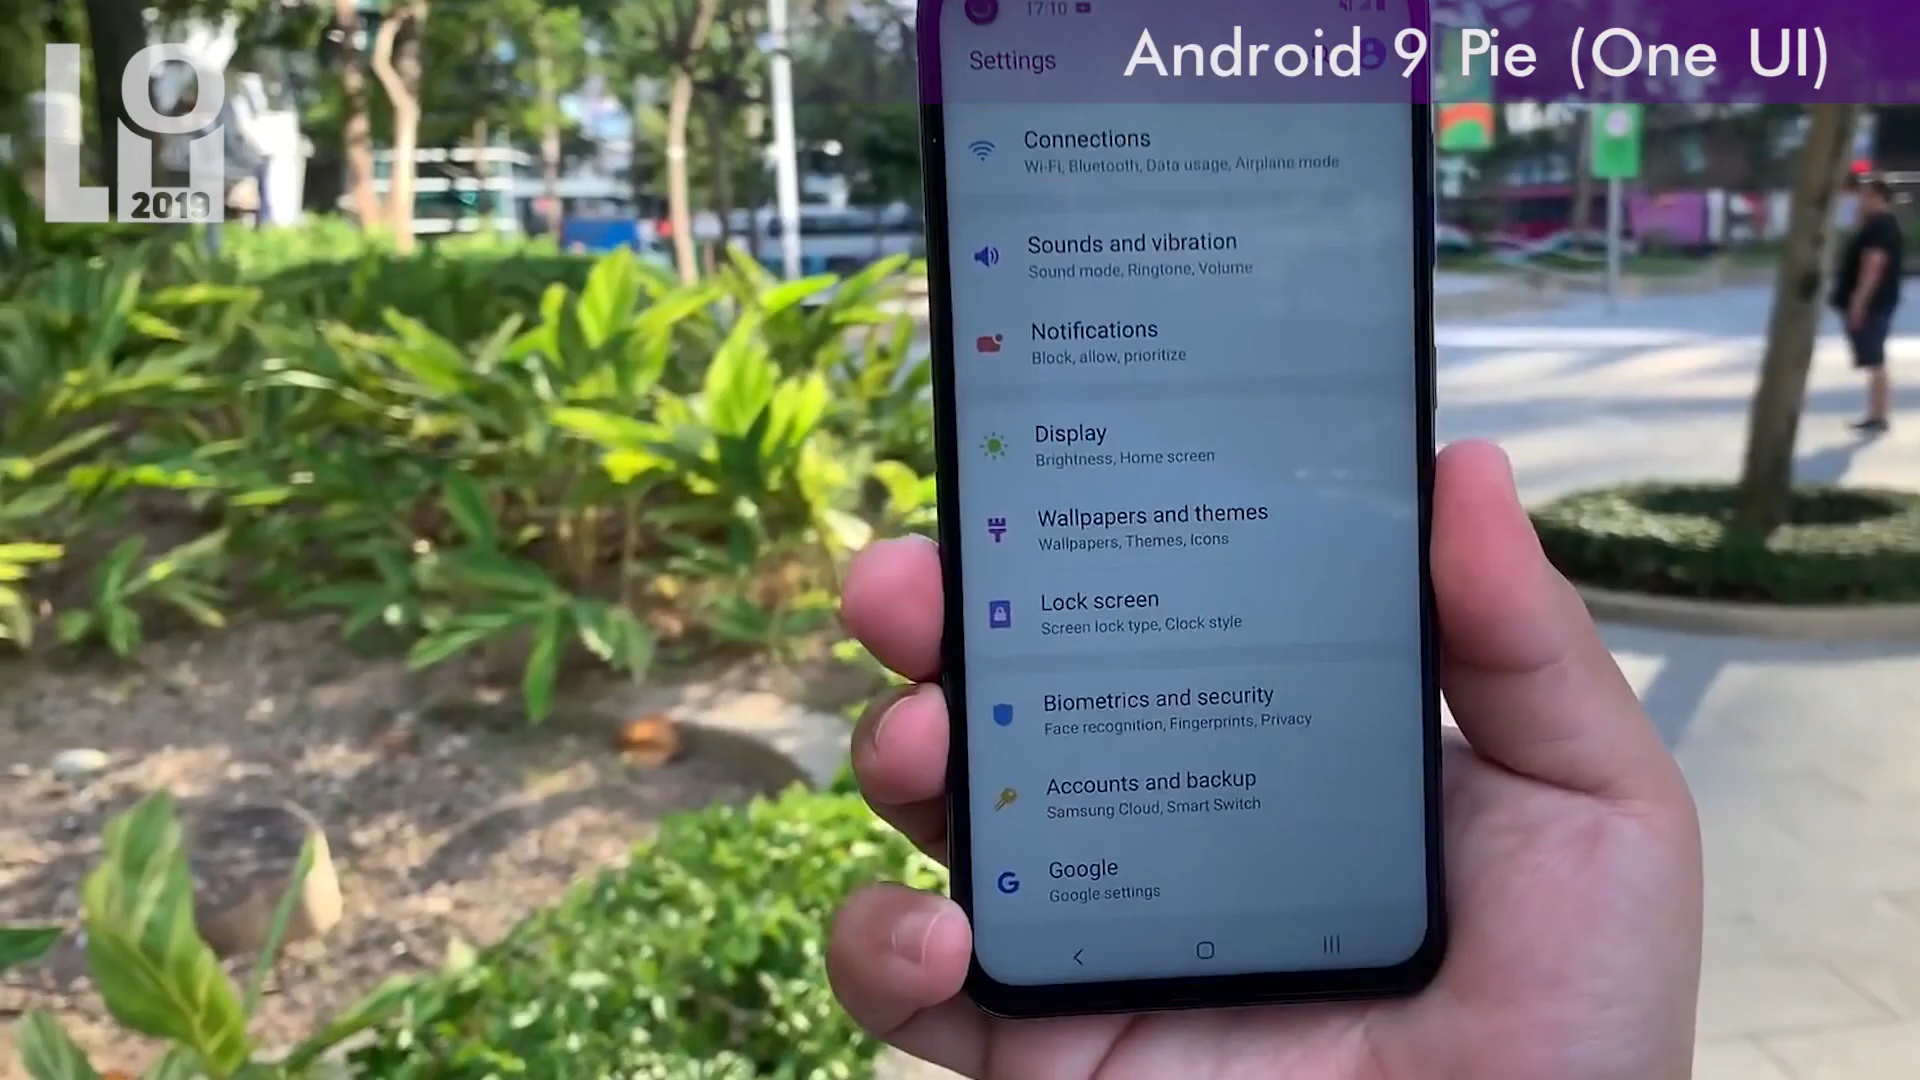 LOII
2019
Android 9 Pie (One UI)
17:10
Settings
Connections
Wi-Fi, Bluetooth, Data usage, Airplane mode
Sounds and vibration
Sound mode, Ringtone, Volume
Notifications
Block, allow, prioritize
Display
Brightness, Home screen
Wallpapers and themes
Wallpapers, Themes, Icons
Lock screen
Screen lock type, Clock style
Biometrics and security
Face recognition, Fingerprints, Privacy
Accounts and backup
Samsung Cloud, Smart Switch
Google
Google settings